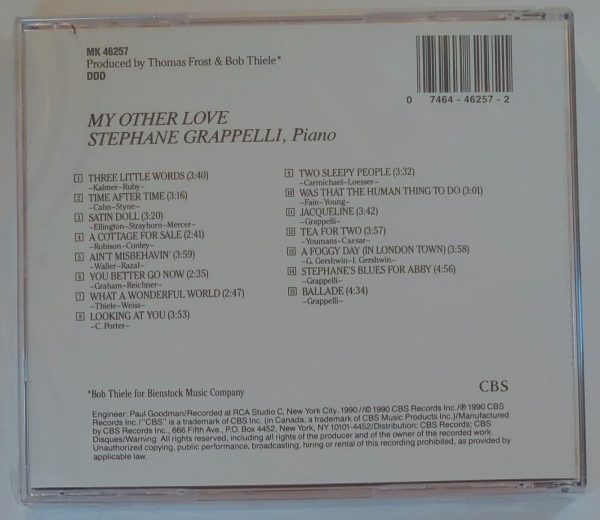 MK 46257
Produced by Thomas Frost & Bob Thiele*
DDD
0 7464-46257-2
MY OTHER LOVE
STEPHANE GRAPPELLI, Piano
1 THREE LITTLE WORDS (3:40)
–Kalmer–Ruby–
2 TIME AFTER TIME (3:16)
–Cahn–Styne–
3 SATIN DOLL (3:20)
–Ellington–Strayhorn–Mercer–
4 A COTTAGE FOR SALE (2:41)
–Robison–Conley–
5 AIN'T MISBEHAVIN' (3:59)
–Waller–Razaf–
6 YOU BETTER GO NOW (2:35)
–Graham–Reichner–
7 WHAT A WONDERFUL WORLD (2:47)
–Thiele–Weiss–
8 LOOKING AT YOU (3:53)
–C. Porter–
9 TWO SLEEPY PEOPLE (3:32)
–Carmichael–Loesser–
10 WAS THAT THE HUMAN THING TO DO (3:01)
–Fain–Young–
11 JACQUELINE (3:42)
–Grappelli–
12 TEA FOR TWO (3:57)
–Youmans–Caesar–
13 A FOGGY DAY (IN LONDON TOWN) (3:58)
–G. Gershwin–I. Gershwin–
14 STEPHANE'S BLUES FOR ABBY (4:56)
–Grappelli–
15 BALLADE (4:34)
–Grappelli–
*Bob Thiele for Bienstock Music Company
CBS
Engineer: Paul Goodman/Recorded at RCA Studio C, New York City, 1990//© 1990 CBS Records Inc./℗ 1990 CBS
Records Inc./"CBS" is a trademark of CBS Inc. (in Canada, a trademark of CBS Music Products Inc.)/Manufactured
by CBS Records Inc., 666 Fifth Ave., P.O. Box 4452, New York, NY 10101-4452/Distribution: CBS Records; CBS
Disques/Warning: All rights reserved, including all rights of the producer and of the owner of the recorded work.
Unauthorized copying, public performance, broadcasting, hiring or rental of this recording prohibited, as provided by
applicable law.